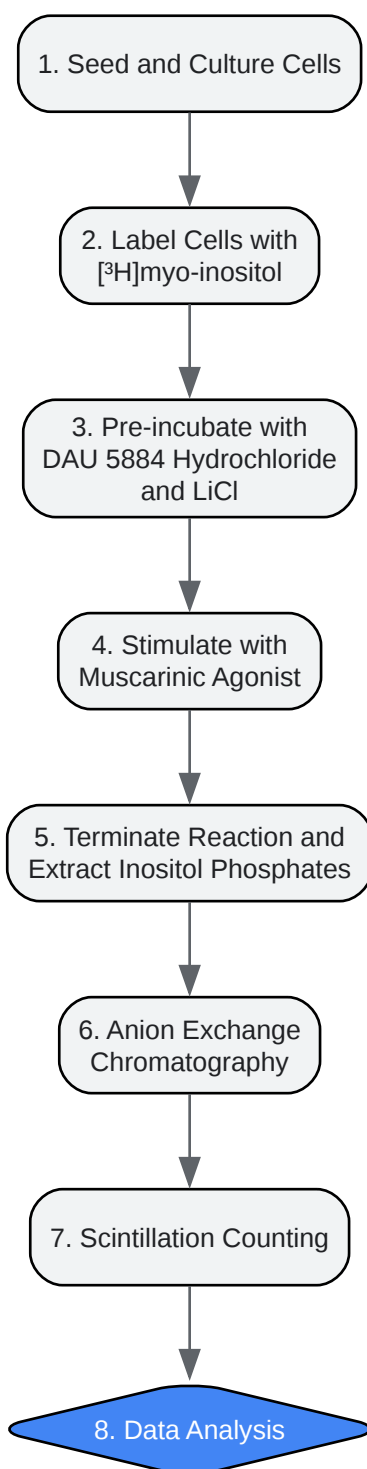 1. Seed and Culture Cells
2. Label Cells with
[³H]myo-inositol
3. Pre-incubate with
DAU 5884 Hydrochloride
and LiCl
4. Stimulate with
Muscarinic Agonist
5. Terminate Reaction and
Extract Inositol Phosphates
6. Anion Exchange
Chromatography
7. Scintillation Counting
8. Data Analysis